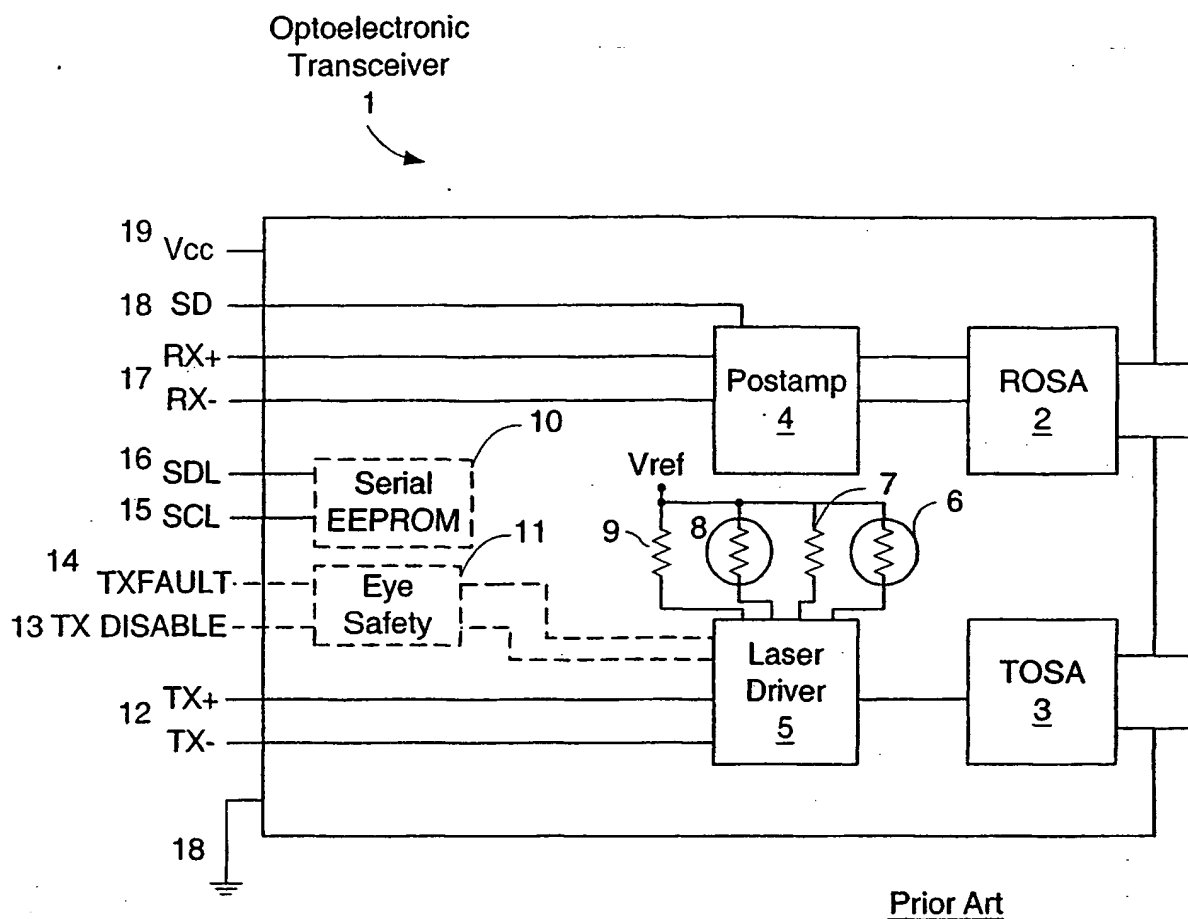 Optoelectronic
Transceiver
1
19 Vcc
18 SD
RX+
17
RX-
Postamp
4
ROSA
2
10
16 SDL
15 SCL
Serial
EEPROM
Vref
9
8
7
6
11
14
TXFAULT
13 TX DISABLE
Eye
Safety
Laser
Driver
5
TOSA
3
12 TX+
TX-
18
Prior Art